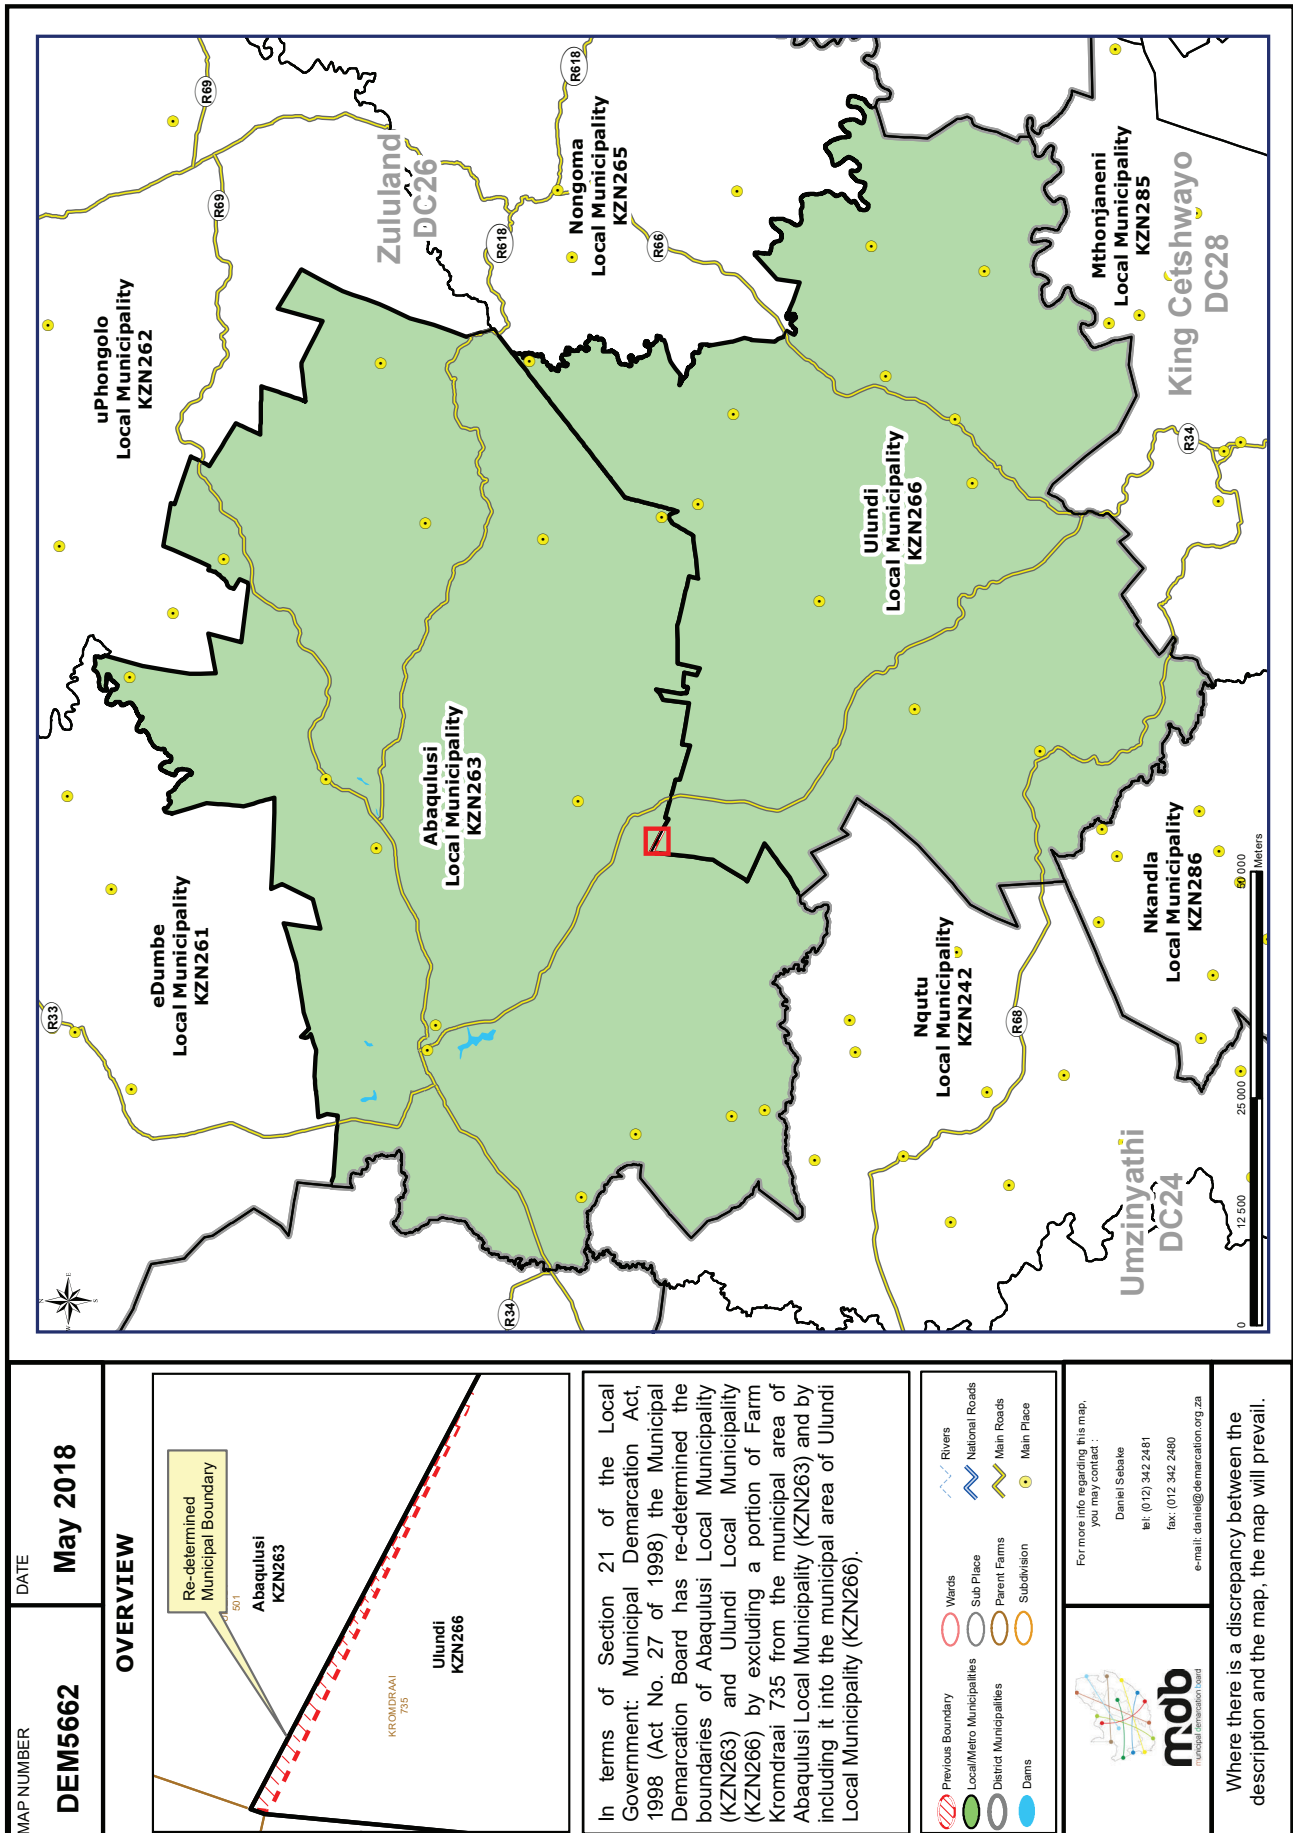 MAP NUMBER
DEM5662
DATE
May 2018
OVERVIEW
Re-determined
Municipal Boundary
501
Abaqulusi
KZN263
Ulundi
KZN266
KROMDRAAI
735
In terms of Section 21 of the Local
Government: Municipal Demarcation Act,
1998 (Act No. 27 of 1998) the Municipal
Demarcation Board has re-determined the
boundaries of Abaqulusi Local Municipality
(KZN263) and Ulundi Local Municipality
(KZN266) by excluding a portion of Farm
Kromdraai 735 from the municipal area of
Abaqulusi Local Municipality (KZN263) and by
including it into the municipal area of Ulundi
Local Municipality (KZN266).
Previous Boundary
Local/Metro Municipalities
District Municipalities
Dams
Wards
Sub Place
Parent Farms
Subdivision
Rivers
National Roads
Main Roads
Main Place
mdb
municipal demarcation board
For more info regarding this map,
you may contact :
Daniel Sebake
tel: (012) 342 2481
fax: (012 342 2480
e-mail: daniel@demarcation.org.za
Where there is a discrepancy between the
description and the map, the map will prevail.
N
E
S
W
R33
eDumbe
Local Municipality
KZN261
uPhongolo
Local Municipality
KZN262
R69
R69
Zululand
DC26
R618
R618
Nongoma
Local Municipality
KZN265
R66
Abaqulusi
Local Municipality
KZN263
Ulundi
Local Municipality
KZN266
R34
Nqutu
Local Municipality
KZN242
R68
Umzinyathi
DC24
Nkandla
Local Municipality
KZN286
Mthonjaneni
Local Municipality
KZN285
King Cetshwayo
DC28
R34
0
12 500
25 000
50 000
Meters